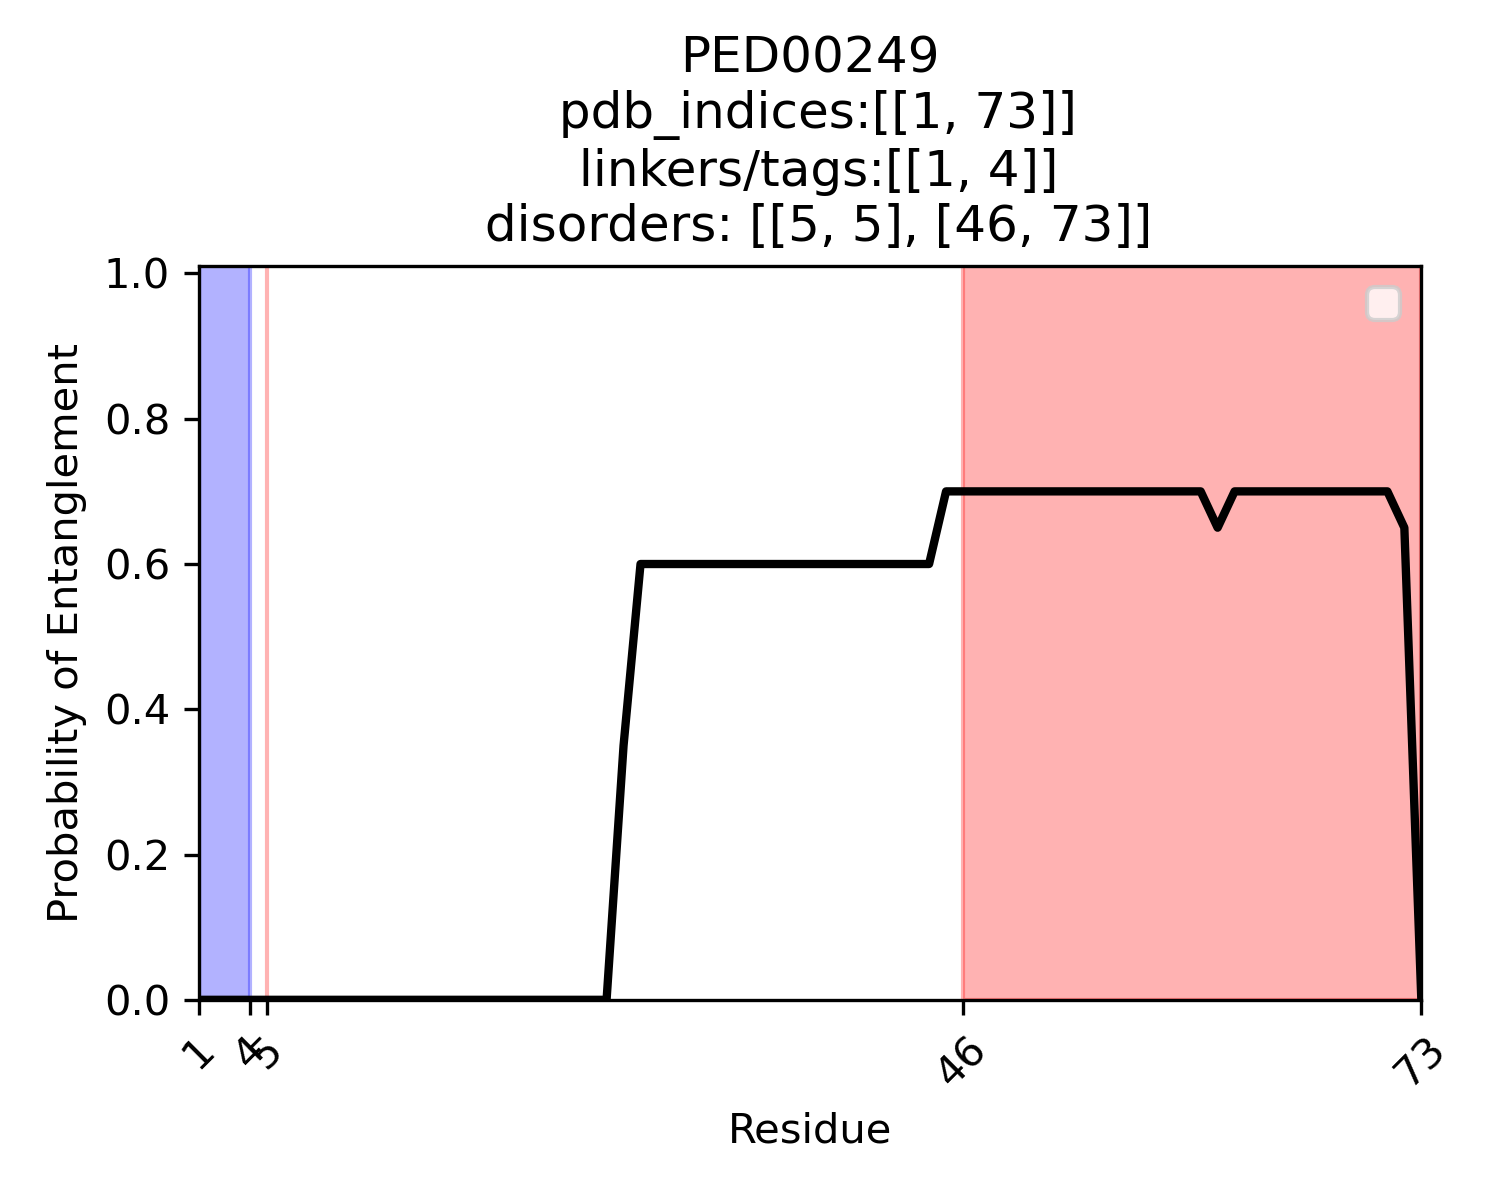 PED00249
pdb_indices:[[1, 73]]
linkers/tags:[[1, 4]]
disorders: [[5, 5], [46, 73]]
1.0
0.8
0.6
0.4
0.2
0.0
Probability of Entanglement
1
4
5
46
73
Residue